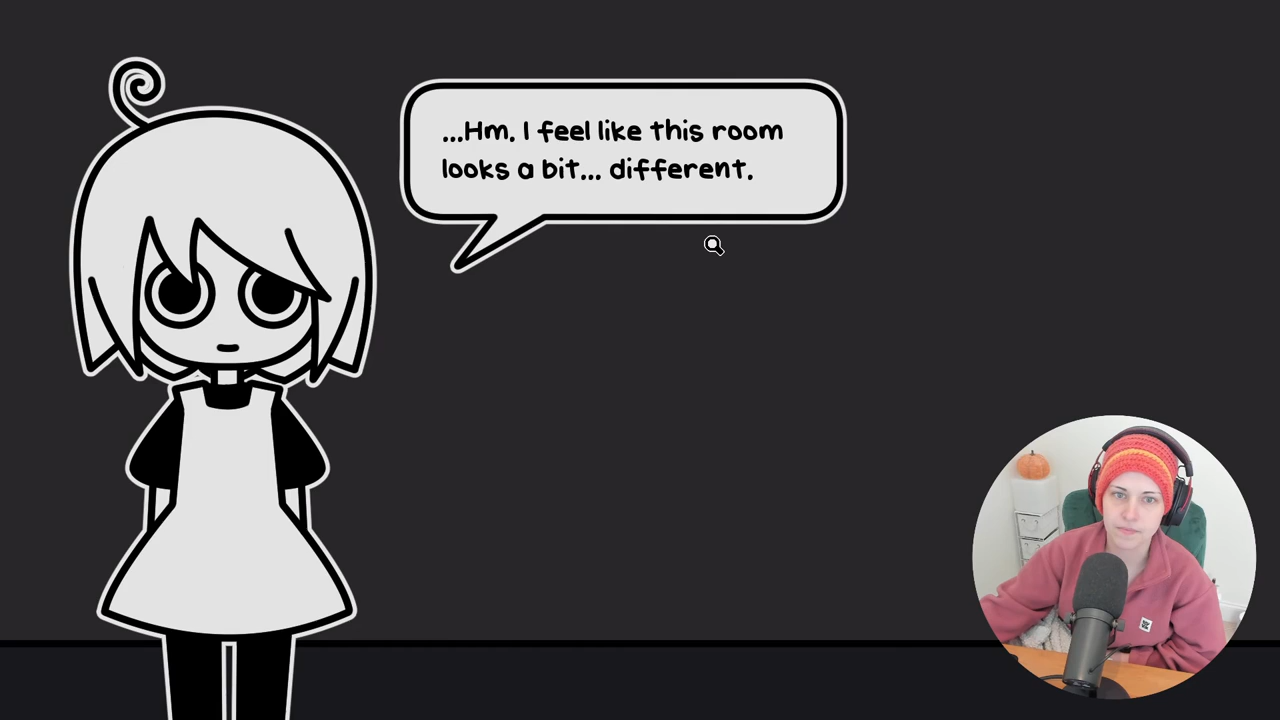 ...Hm. I feel like this room
looks a bit... different.